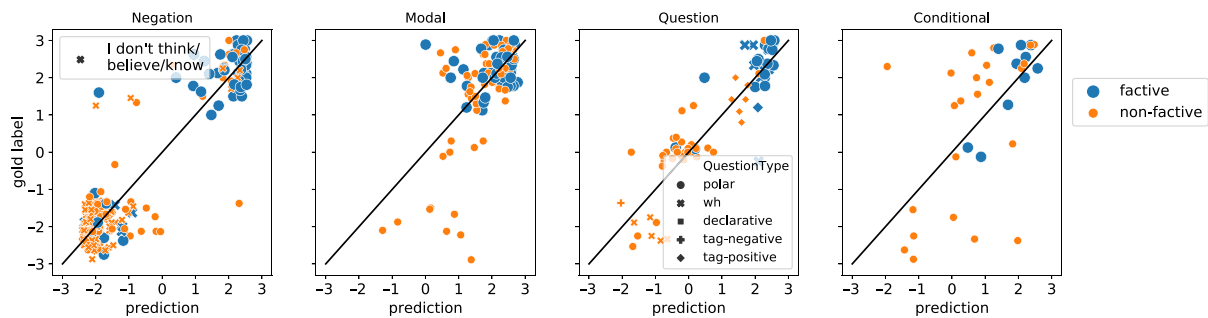 Negation
Modal
Question
Conditional
gold label
3
2
1
0
−1
−2
−3
I don't think/
believe/know
QuestionType
polar
wh
declarative
tag-negative
tag-positive
factive
non-factive
−3 −2 −1 0 1 2 3
−3 −2 −1 0 1 2 3
−3 −2 −1 0 1 2 3
−3 −2 −1 0 1 2 3
prediction
prediction
prediction
prediction